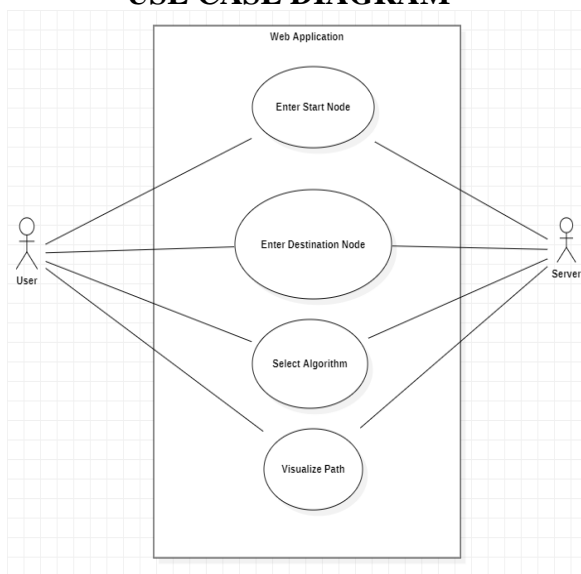 USE CASE DIAGRAM
Web Application
Enter Start Node
Enter Destination Node
User
Server
Select Algorithm
Visualize Path